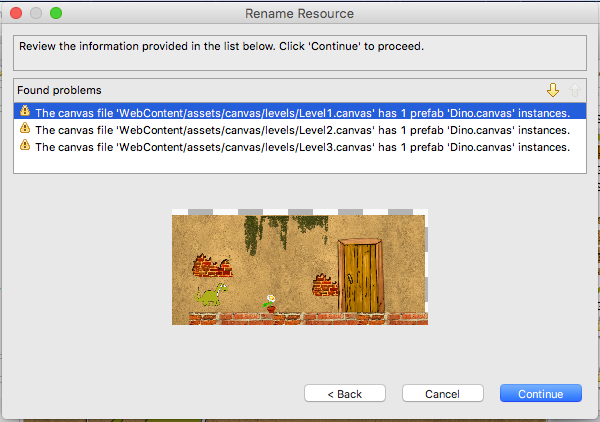 Rename Resource
Review the information provided in the list below. Click 'Continue' to proceed.
Found problems
The canvas file 'WebContent/assets/canvas/levels/Level1.canvas' has 1 prefab 'Dino.canvas' instances.
The canvas file 'WebContent/assets/canvas/levels/Level2.canvas' has 1 prefab 'Dino.canvas' instances.
The canvas file 'WebContent/assets/canvas/levels/Level3.canvas' has 1 prefab 'Dino.canvas' instances.
< Back
Cancel
Continue